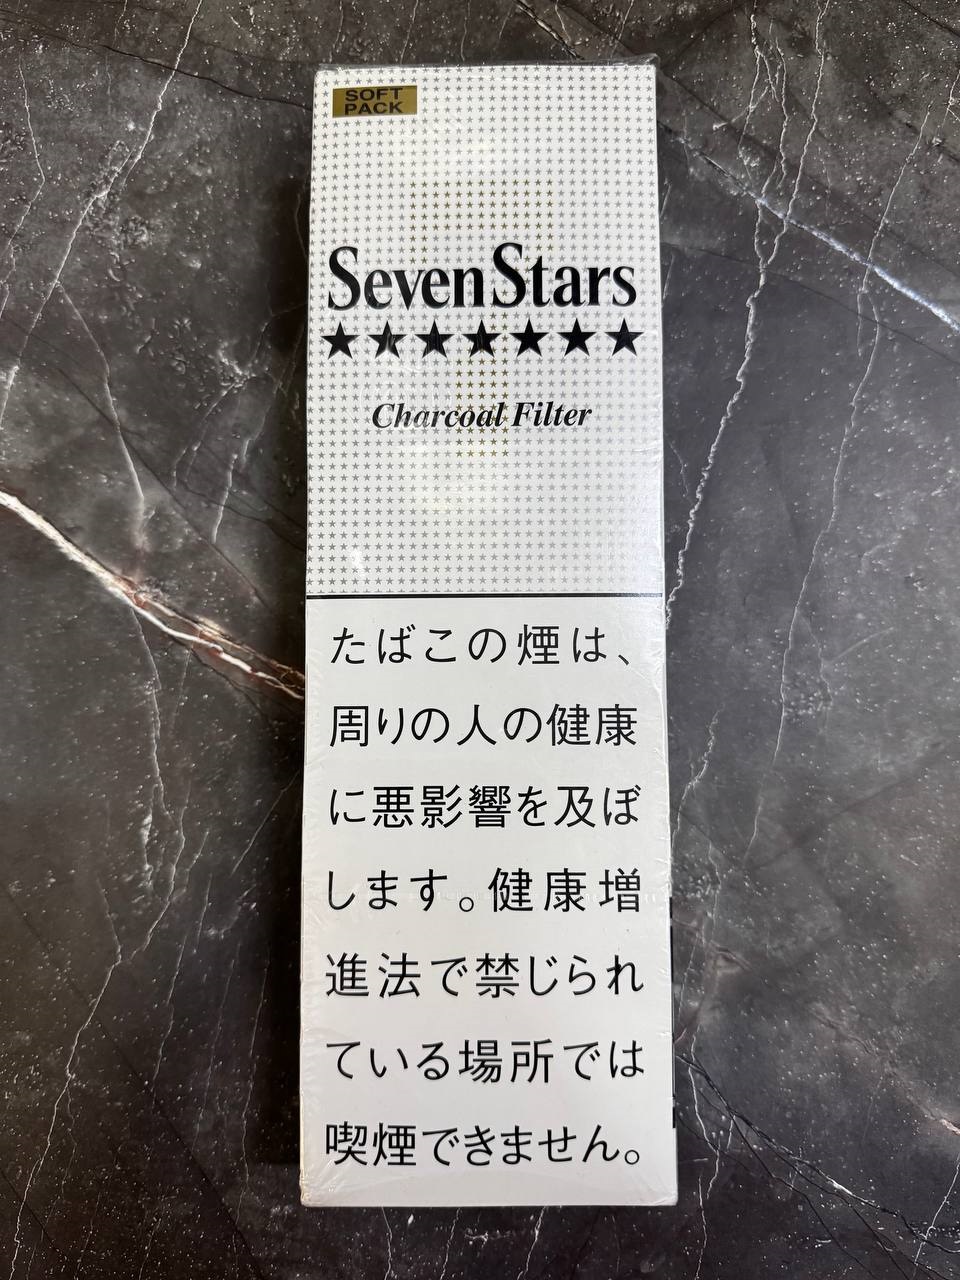 SOFT
PACK
Seven Stars
★★★★★★★
Charcoal Filter
たばこの煙は、
周りの人の健康
に悪影響を及ぼ
します。健康増
進法で禁じられ
ている場所では
喫煙できません。